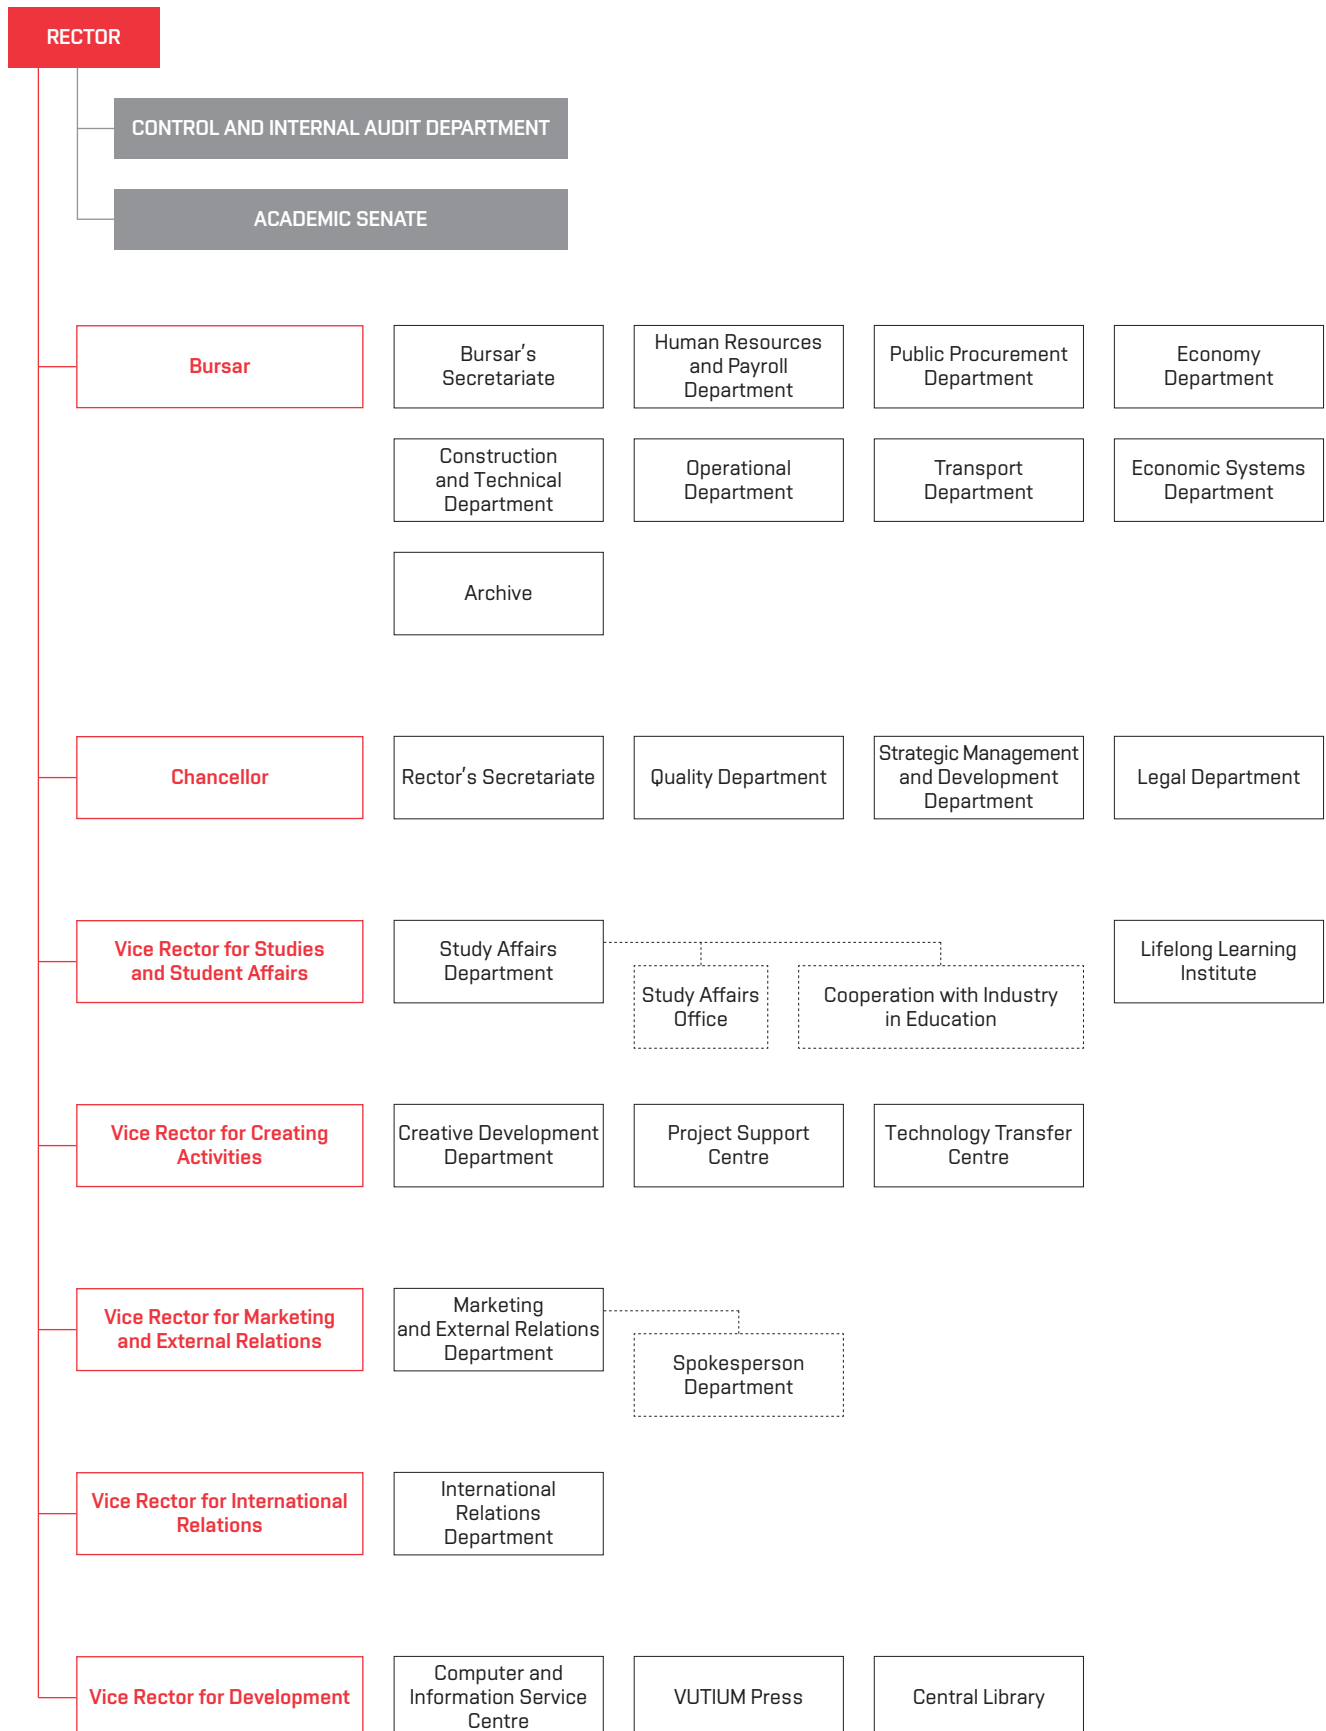 RECTOR
CONTROL AND INTERNAL AUDIT DEPARTMENT
ACADEMIC SENATE
Bursar
Bursar's
Secretariate
Human Resources
and Payroll
Department
Public Procurement
Department
Economy
Department
Construction
and Technical
Department
Operational
Department
Transport
Department
Economic Systems
Department
Archive
Chancellor
Rector's Secretariate
Quality Department
Strategic Management
and Development
Department
Legal Department
Vice Rector for Studies
and Student Affairs
Study Affairs
Department
Study Affairs
Office
Cooperation with Industry
in Education
Lifelong Learning
Institute
Vice Rector for Creating
Activities
Creative Development
Department
Project Support
Centre
Technology Transfer
Centre
Vice Rector for Marketing
and External Relations
Marketing
and External Relations
Department
Spokesperson
Department
Vice Rector for International
Relations
International
Relations
Department
Vice Rector for Development
Computer and
Information Service
Centre
VUTIUM Press
Central Library